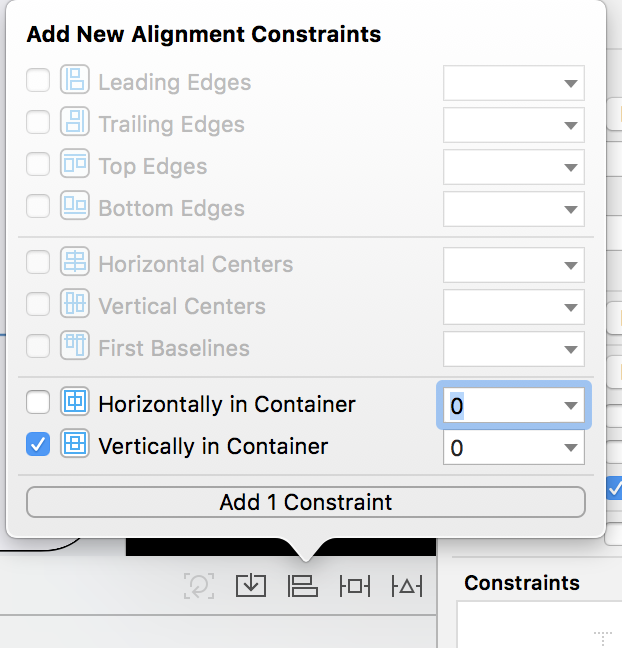 Add New Alignment Constraints
Leading Edges
Trailing Edges
Top Edges
Bottom Edges
Horizontal Centers
Vertical Centers
First Baselines
Horizontally in Container 0
Vertically in Container 0
Add 1 Constraint
Constraints